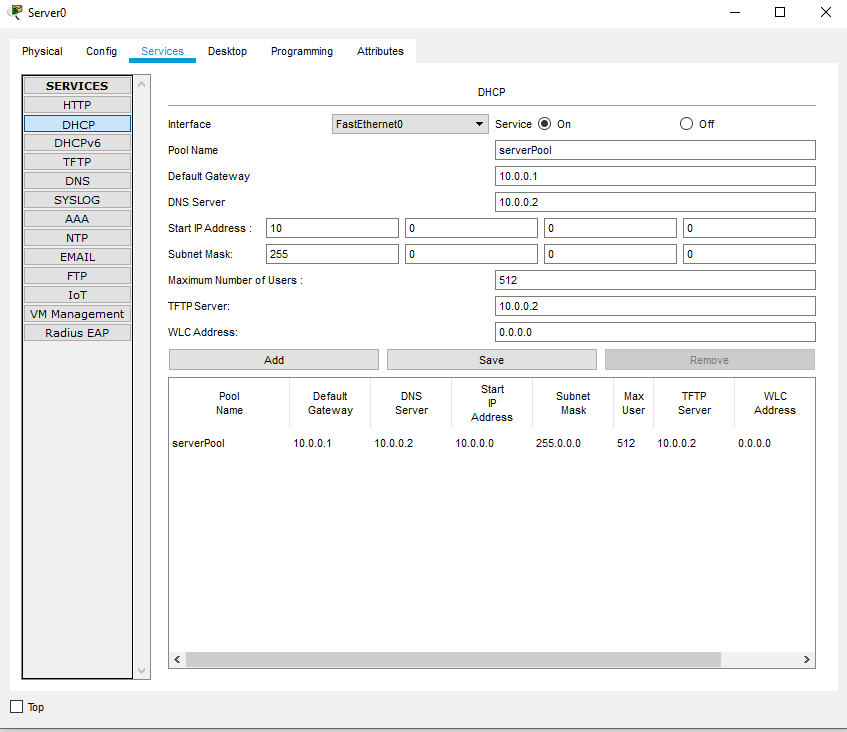 Server0
Physical Config Services Desktop Programming Attributes
SERVICES
HTTP
DHCP
DHCPv6
TFTP
DNS
SYSLOG
AAA
NTP
EMAIL
FTP
IoT
VM Management
Radius EAP
DHCP
Interface FastEthernet0 Service On Off
Pool Name serverPool
Default Gateway 10.0.0.1
DNS Server 10.0.0.2
Start IP Address : 10 0 0 0
Subnet Mask: 255 0 0 0
Maximum Number of Users : 512
TFTP Server: 10.0.0.2
WLC Address: 0.0.0.0
Add Save Remove
Pool Name Default Gateway DNS Server Start IP Address Subnet Mask Max User TFTP Server WLC Address
serverPool 10.0.0.1 10.0.0.2 10.0.0.0 255.0.0.0 512 10.0.0.2 0.0.0.0
Top